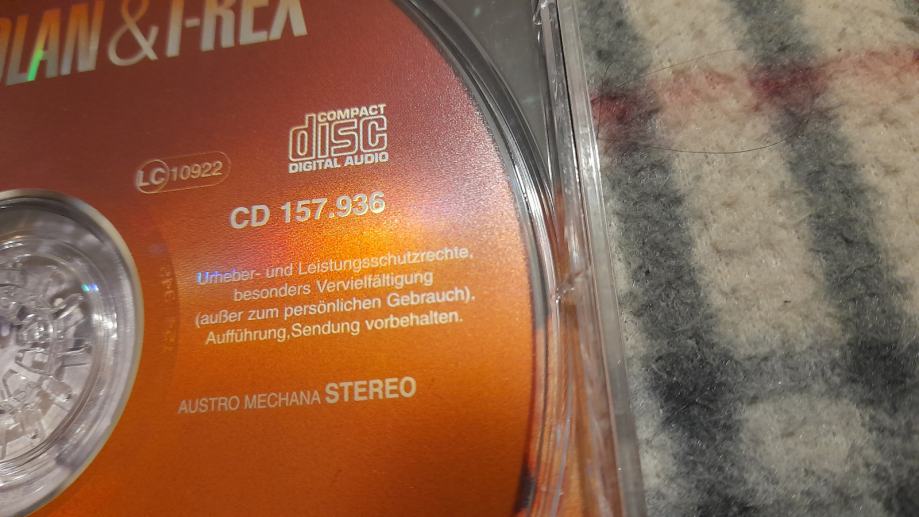 OLAN & T-REX
COMPACT
disc
DIGITAL AUDIO
LC 10922
CD 157.936
Urheber- und Leistungsschutzrechte,
besonders Vervielfältigung
(außer zum persönlichen Gebrauch),
Aufführung,Sendung vorbehalten.
AUSTRO MECHANA STEREO